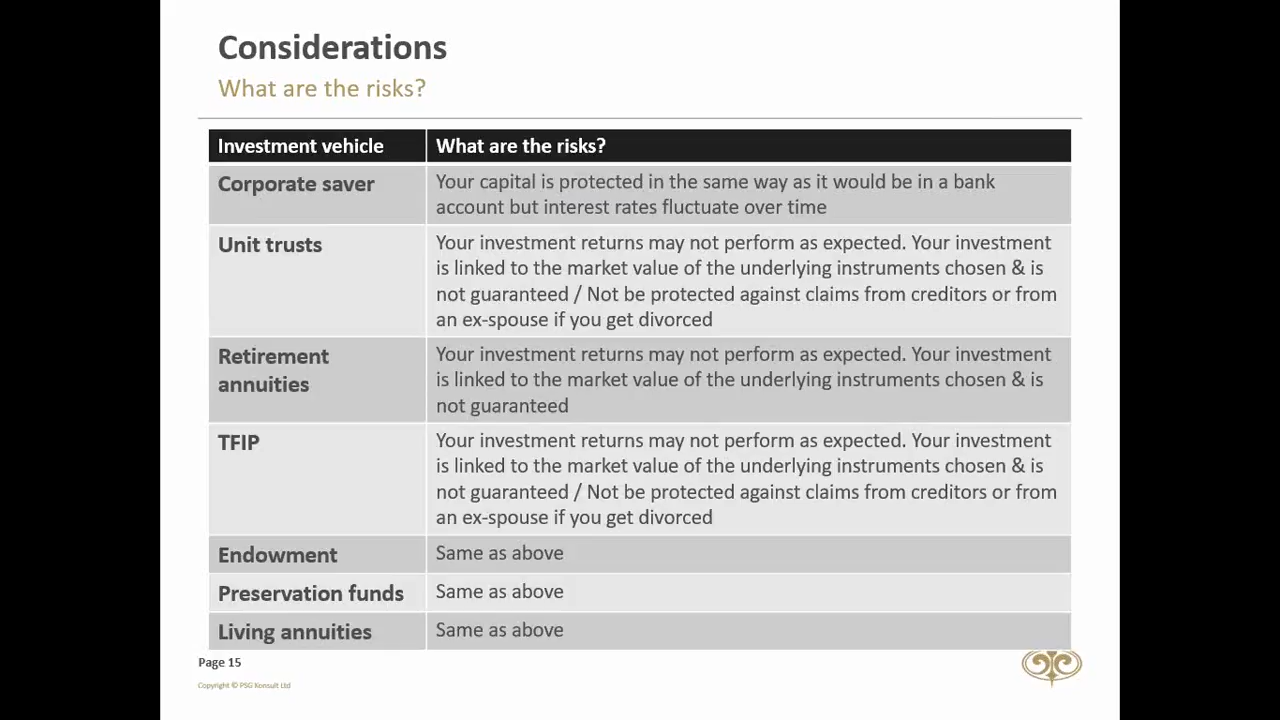 Considerations
What are the risks?
Investment vehicle
What are the risks?
Corporate saver
Your capital is protected in the same way as it would be in a bank
account but interest rates fluctuate over time
Unit trusts
Your investment returns may not perform as expected. Your investment
is linked to the market value of the underlying instruments chosen & is
not guaranteed / Not be protected against claims from creditors or from
an ex-spouse if you get divorced
Retirement
annuities
Your investment returns may not perform as expected. Your investment
is linked to the market value of the underlying instruments chosen & is
not guaranteed
TFIP
Your investment returns may not perform as expected. Your investment
is linked to the market value of the underlying instruments chosen & is
not guaranteed / Not be protected against claims from creditors or from
an ex-spouse if you get divorced
Endowment
Same as above
Preservation funds
Same as above
Living annuities
Same as above
Page 15
Copyright © PSG Konsult Ltd